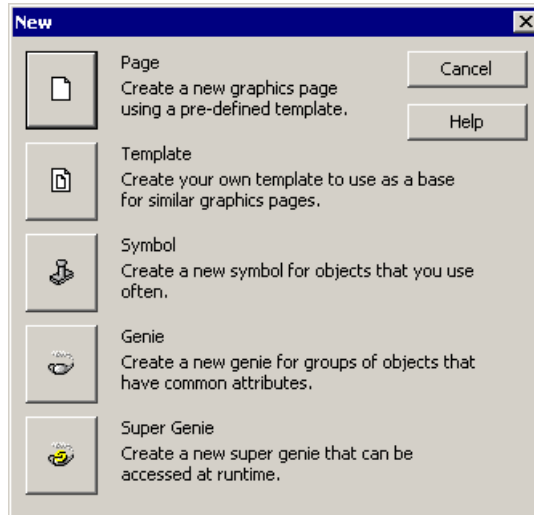 New
Page
Create a new graphics page
using a pre-defined template.
Cancel
Help
Template
Create your own template to use as a base
for similar graphics pages.
Symbol
Create a new symbol for objects that you use
often.
Genie
Create a new genie for groups of objects that
have common attributes.
Super Genie
Create a new super genie that can be
accessed at runtime.